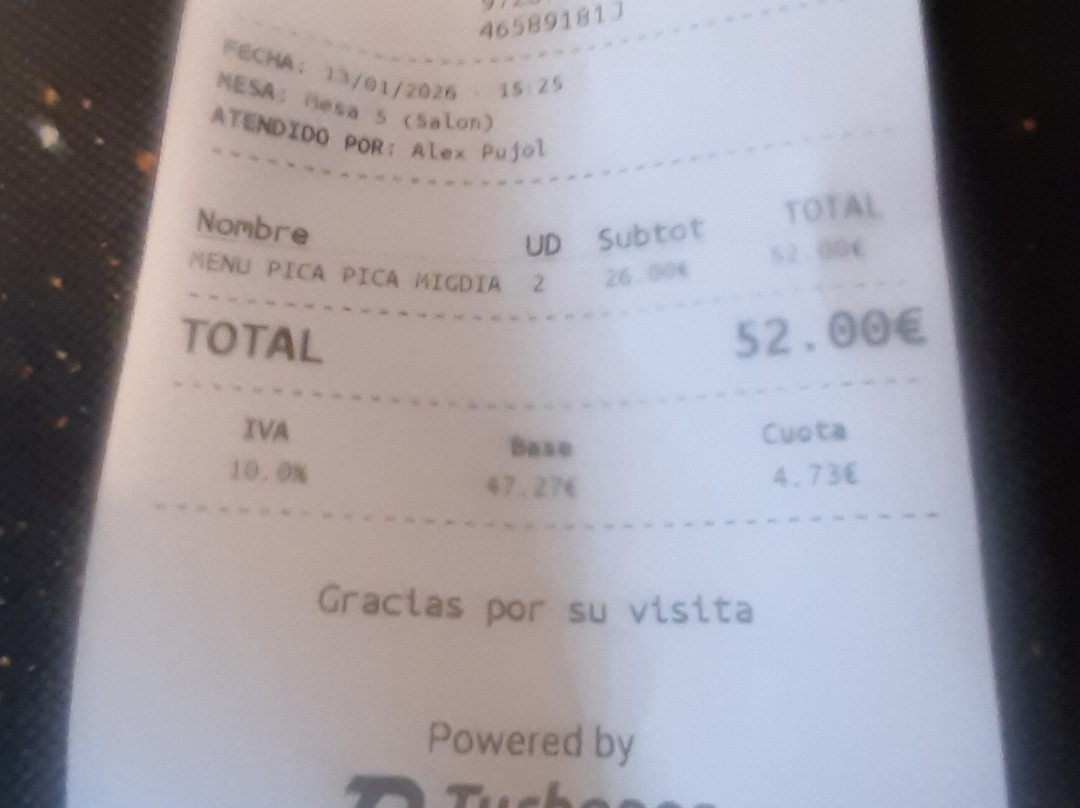 46589181J
FECHA: 13/01/2026 - 15:25
MESA: Mesa 5 (Salon)
ATENDIDO POR: Alex Pujol
Nombre UD Subtot TOTAL
MENU PICA PICA MIGDIA 2 26.00€ 52.00€
TOTAL 52.00€
IVA Base Cuota
10.0% 47.27€ 4.73€
Gracias por su visita
Powered by